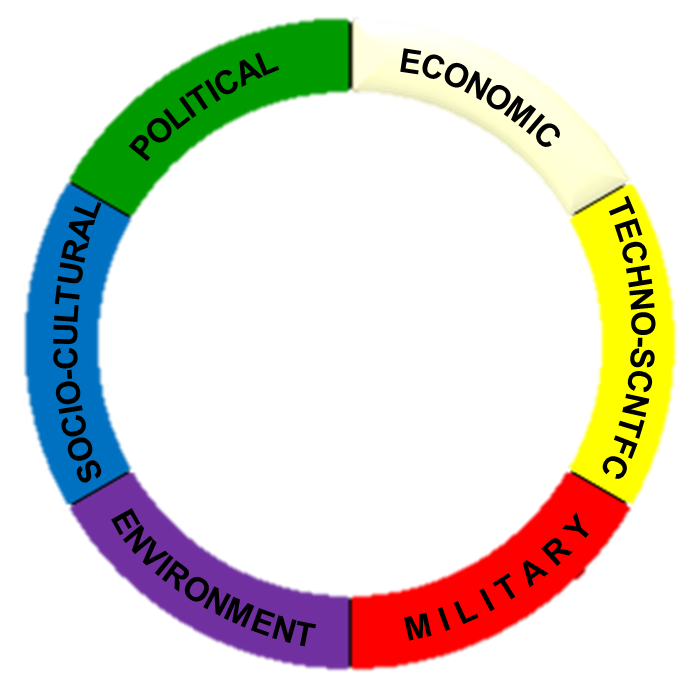 POLITICAL
ECONOMIC
TECHNO-SCNTFC
MILITARY
ENVIRONMENT
SOCIO-CULTURAL